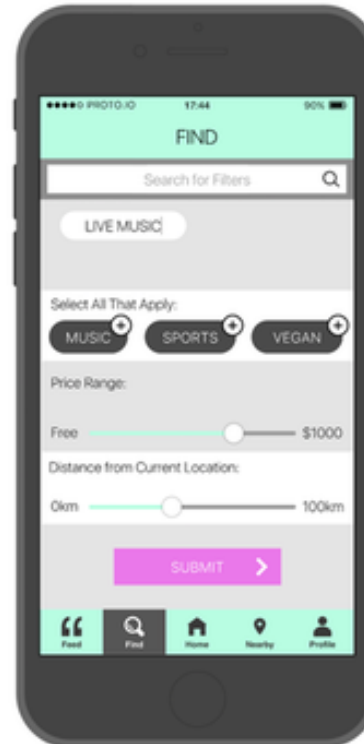 PROTO.IO 17:44 90%
FIND
Search for Filters
LIVE MUSIC
Select All That Apply:
MUSIC SPORTS VEGAN
Price Range:
Free $1000
Distance from Current Location:
0km 100km
SUBMIT
Feed Find Home Nearby Profile